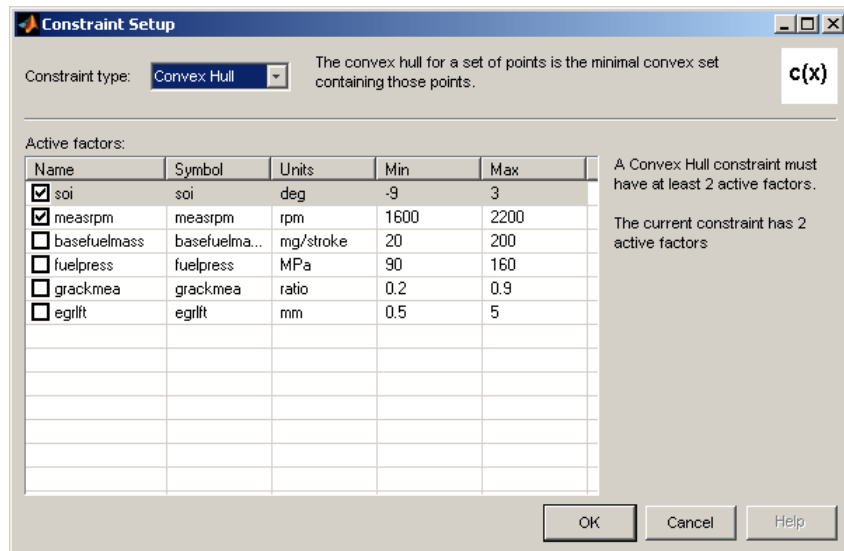 Constraint Setup
Constraint type: Convex Hull
The convex hull for a set of points is the minimal convex set
containing those points.
c(x)
Active factors:
Name Symbol Units Min Max
soi soi deg -9 3
measrpm measrpm rpm 1600 2200
basefuelmass basefuelma... mg/stroke 20 200
fuelpress fuelpress MPa 90 160
grackmea grackmea ratio 0.2 0.9
egrlft egrlft mm 0.5 5
A Convex Hull constraint must
have at least 2 active factors.
The current constraint has 2
active factors
OK Cancel Help